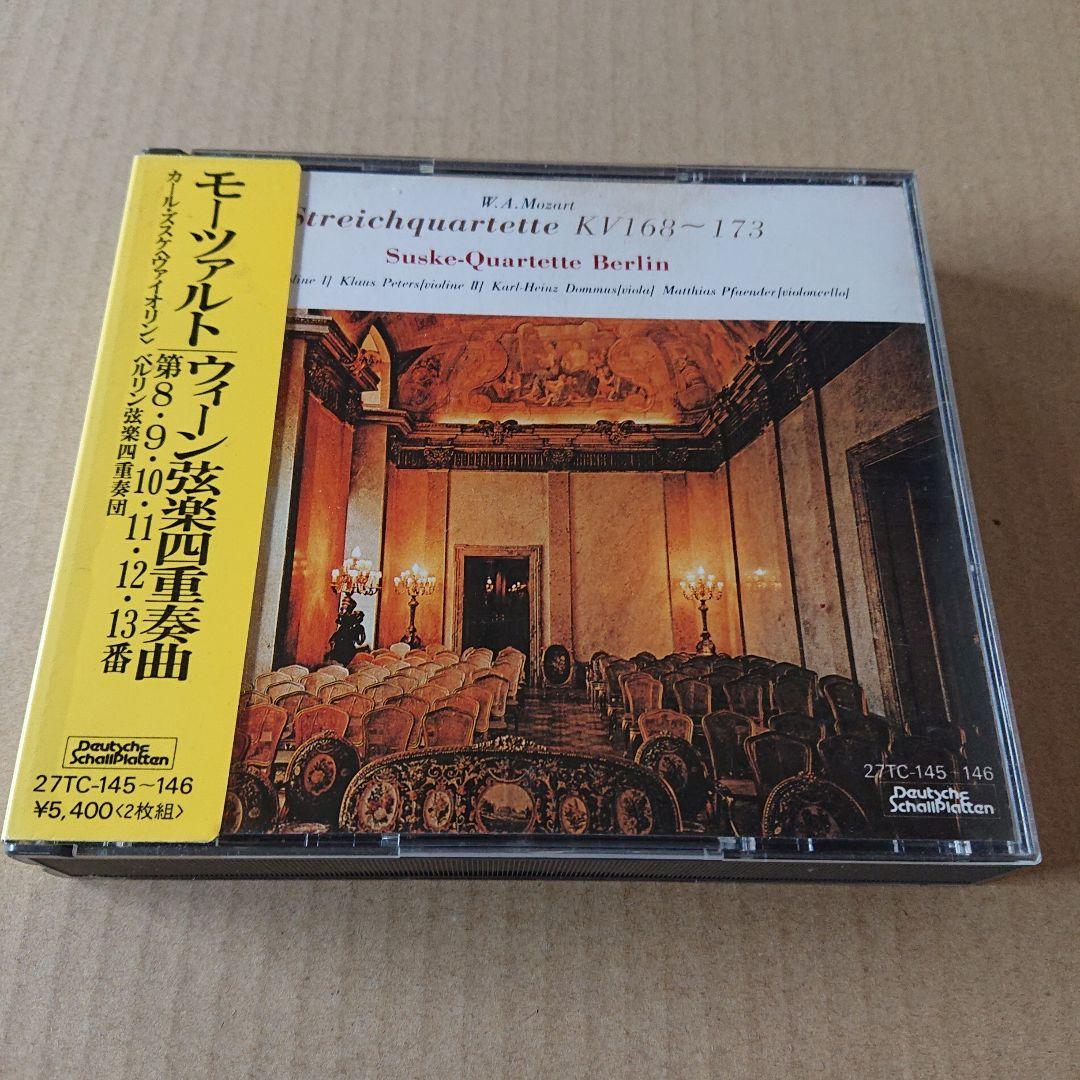 モーツァルト
ウィーン弦楽四重奏曲
第8・9・10・11・12・13番
カール・ズスケ〈ヴァイオリン〉
ベルリン弦楽四重奏団
Deutsche
SchallPlatten
27TC-145~146
¥5,400〈2枚組〉
W. A. Mozart
Streichquartette KV168~173
Suske-Quartette Berlin
Klaus Peters[violine II] Karl-Heinz Dommus[viola] Matthias Pfaender[violoncello]
27TC-145~146
Deutsche
SchallPlatten